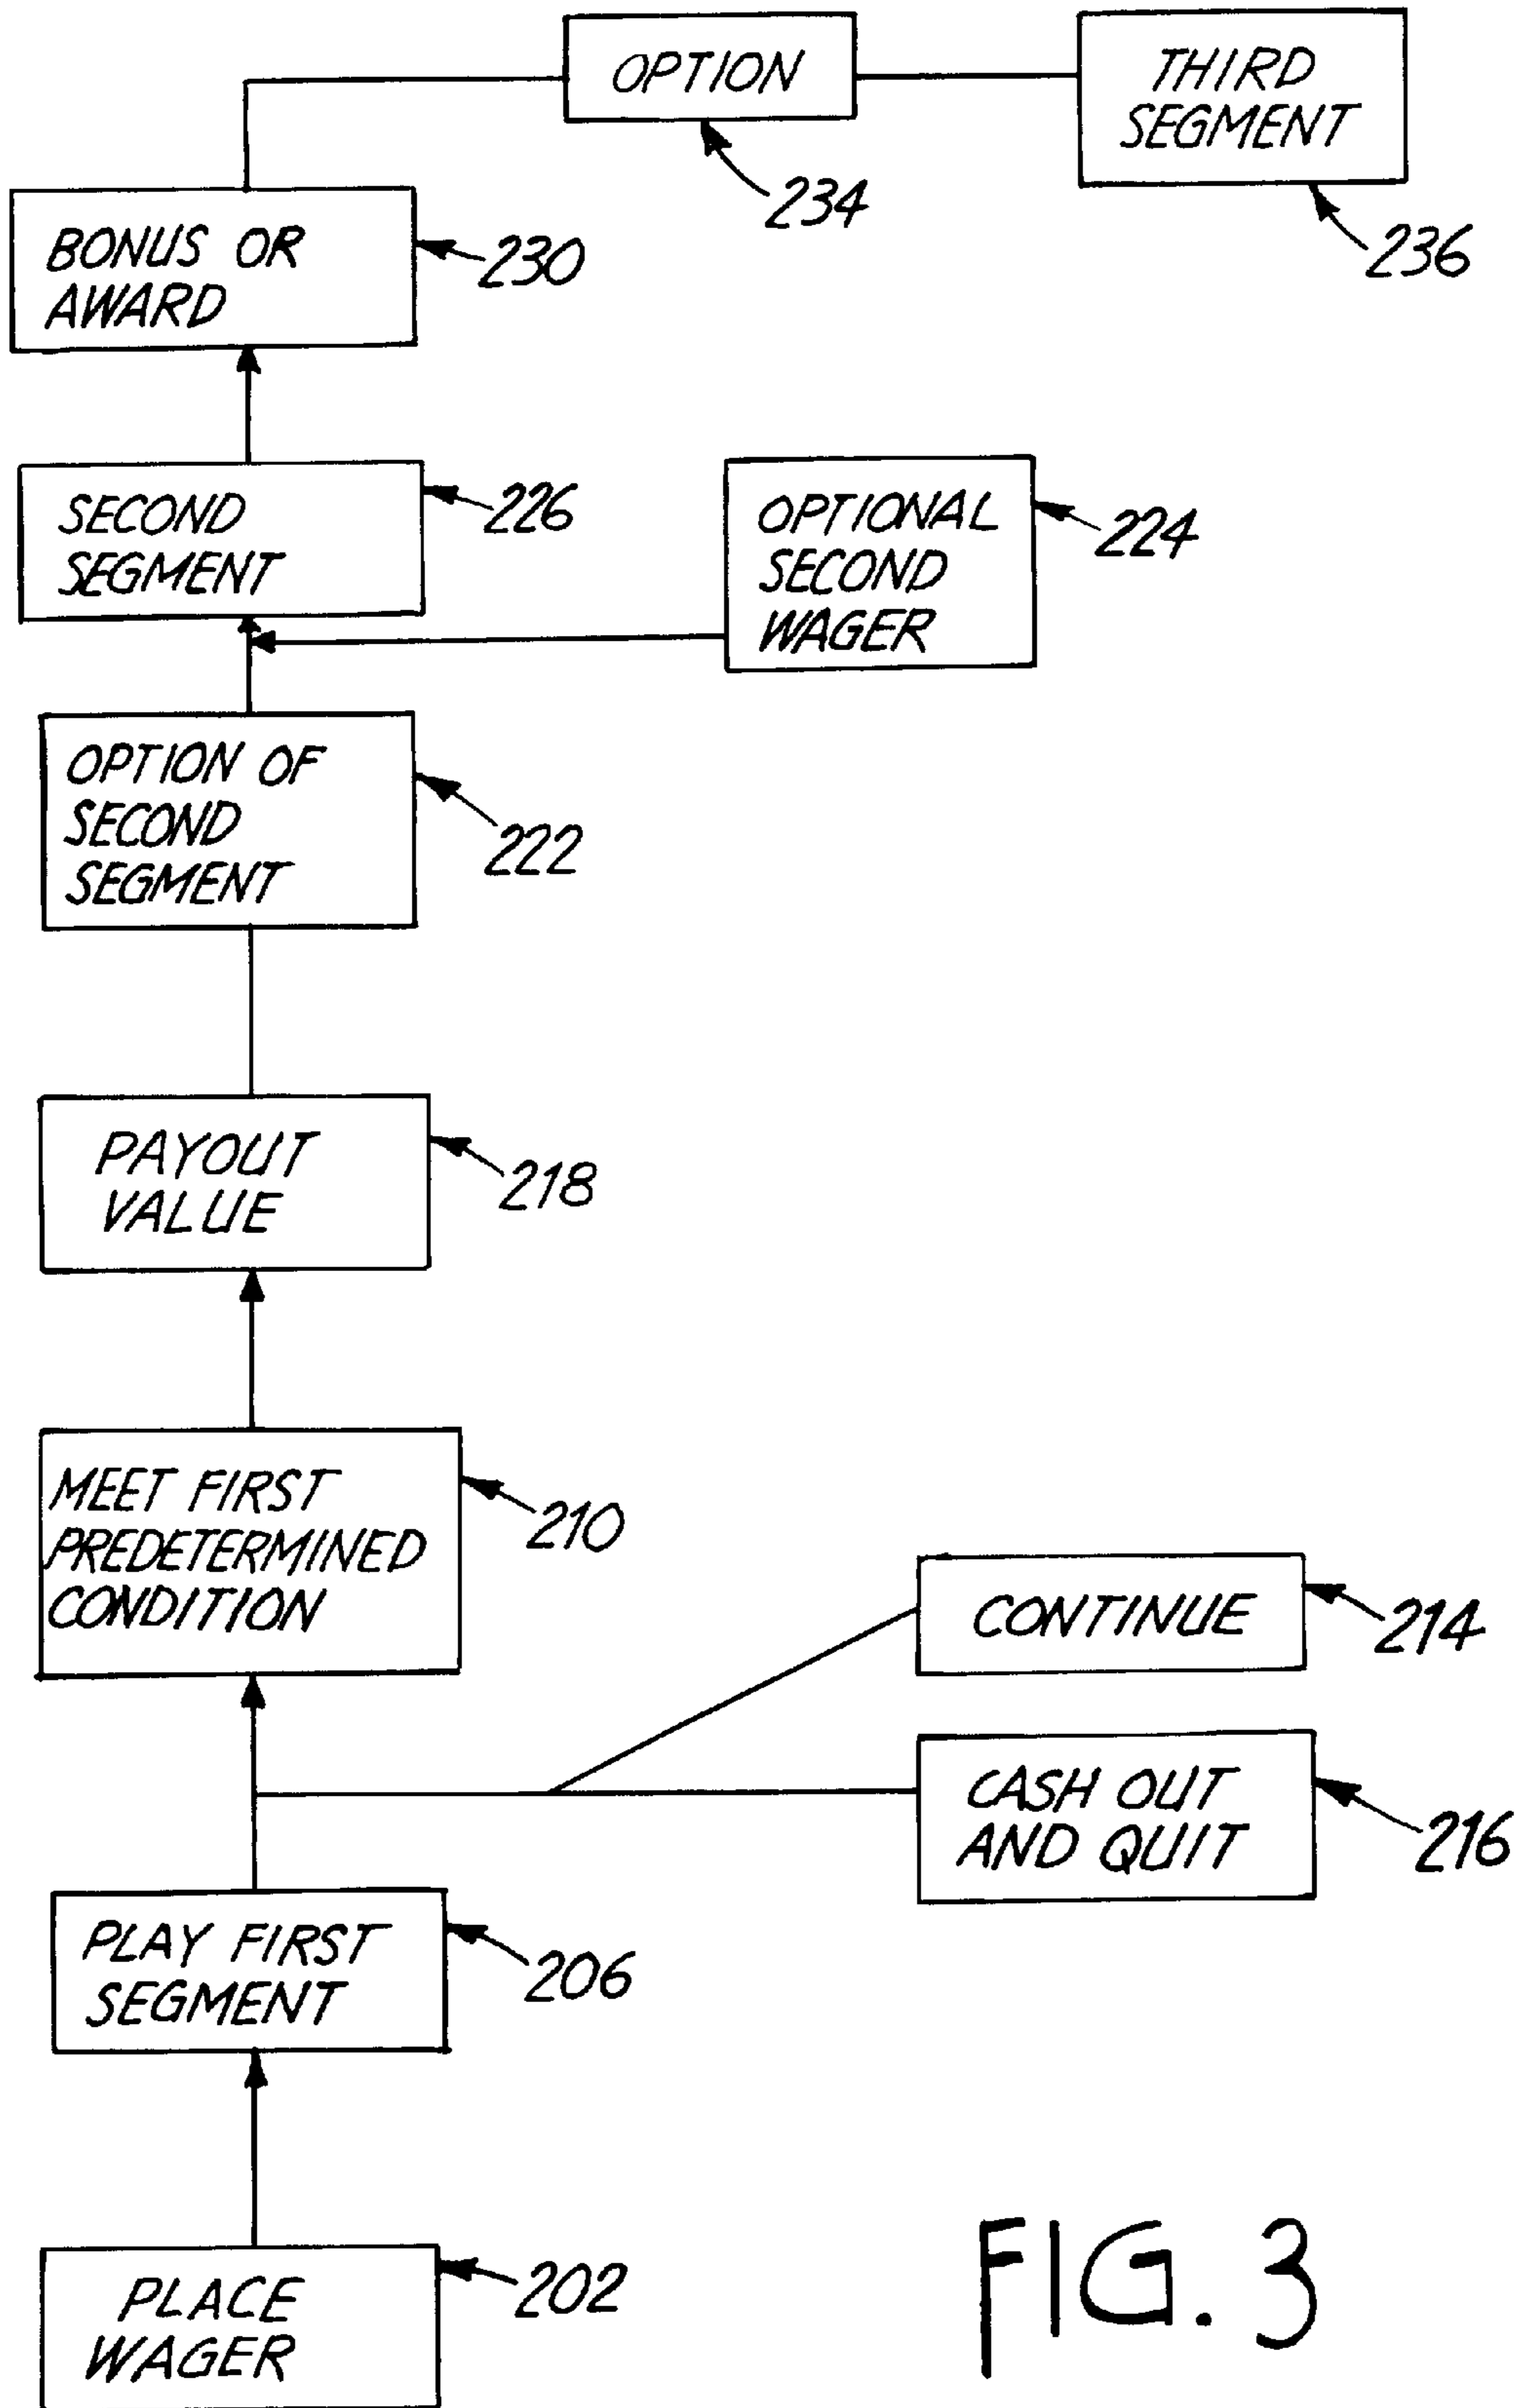 OPTION
234
THIRD
SEGMENT
236
BONUS OR
AWARD
230
SECOND
SEGMENT
226
OPTIONAL
SECOND
WAGER
224
OPTION OF
SECOND
SEGMENT
222
PAYOUT
VALUE
218
MEET FIRST
PREDETERMINED
CONDITION
210
CONTINUE
214
CASH OUT
AND QUIT
216
PLAY FIRST
SEGMENT
206
PLACE
WAGER
202
FIG. 3